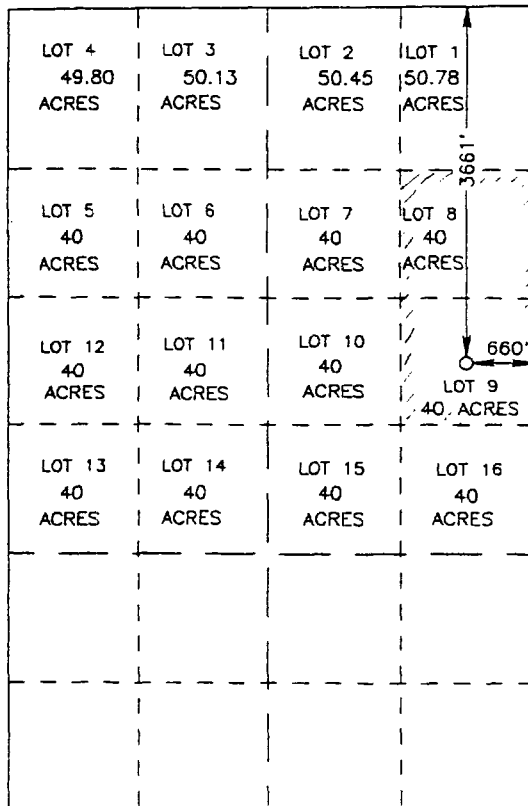 LOT 4
49.80
ACRES
LOT 3
50.13
ACRES
LOT 2
50.45
ACRES
LOT 1
50.78
ACRES
3661'
LOT 5
40
ACRES
LOT 6
40
ACRES
LOT 7
40
ACRES
LOT 8
40
ACRES
LOT 12
40
ACRES
LOT 11
40
ACRES
LOT 10
40
ACRES
660'
LOT 9
40 ACRES
LOT 13
40
ACRES
LOT 14
40
ACRES
LOT 15
40
ACRES
LOT 16
40
ACRES